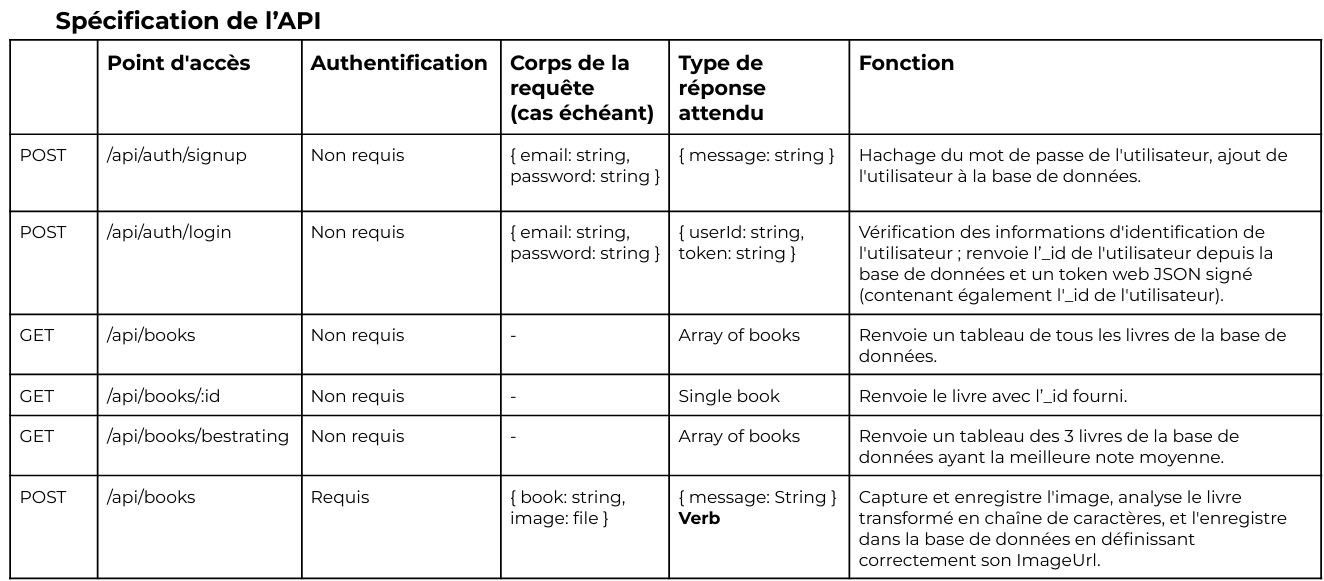 Spécification de l’API
Point d'accès
Authentification
Corps de la
requête
(cas échéant)
Type de
réponse
attendu
Fonction
POST
/api/auth/signup
Non requis
{ email: string,
password: string }
{ message: string }
Hachage du mot de passe de l'utilisateur, ajout de
l'utilisateur à la base de données.
POST
/api/auth/login
Non requis
{ email: string,
password: string }
{ userId: string,
token: string }
Vérification des informations d'identification de
l'utilisateur ; renvoie l’_id de l'utilisateur depuis la
base de données et un token web JSON signé
(contenant également l'_id de l'utilisateur).
GET
/api/books
Non requis
-
Array of books
Renvoie un tableau de tous les livres de la base de
données.
GET
/api/books/:id
Non requis
-
Single book
Renvoie le livre avec l’_id fourni.
GET
/api/books/bestrating
Non requis
-
Array of books
Renvoie un tableau des 3 livres de la base de
données ayant la meilleure note moyenne.
POST
/api/books
Requis
{ book: string,
image: file }
{ message: String }
Verb
Capture et enregistre l'image, analyse le livre
transformé en chaîne de caractères, et l'enregistre
dans la base de données en définissant
correctement son ImageUrl.